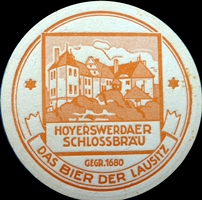 HOYERSWERDAER
SCHLOSSBRÄU
GEGR. 1680
DAS BIER DER LAUSITZ